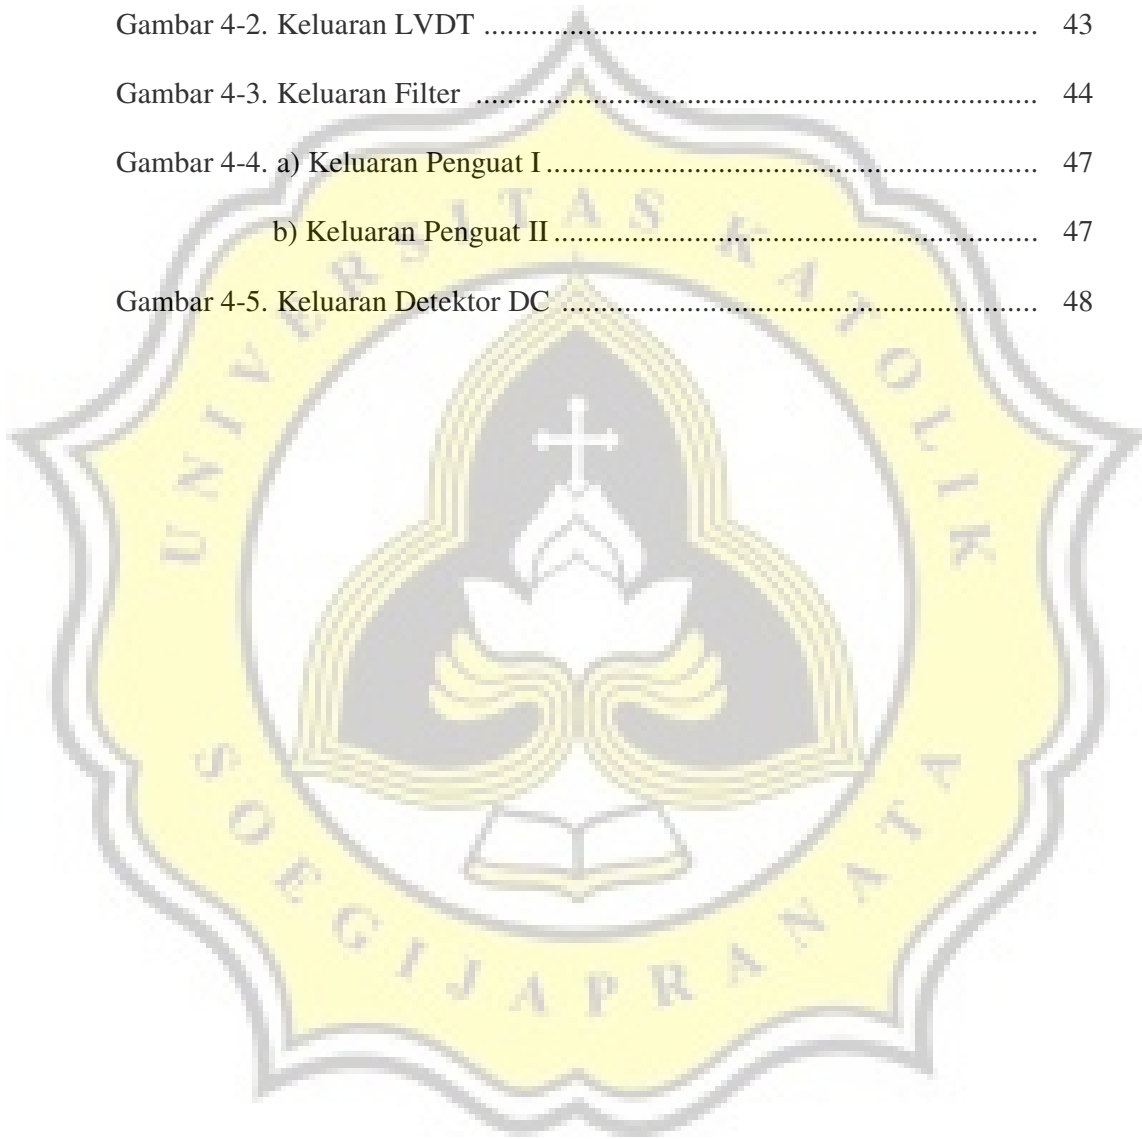 Gambar 4-2. Keluaran LVDT ....................................................................... 43
Gambar 4-3. Keluaran Filter ........................................................................ 44
Gambar 4-4. a) Keluaran Penguat I ............................................................... 47
b) Keluaran Penguat II .............................................................. 47
Gambar 4-5. Keluaran Detektor DC ............................................................. 48
UNIVERSITAS KATOLIK
SOEGIJAPRANATA